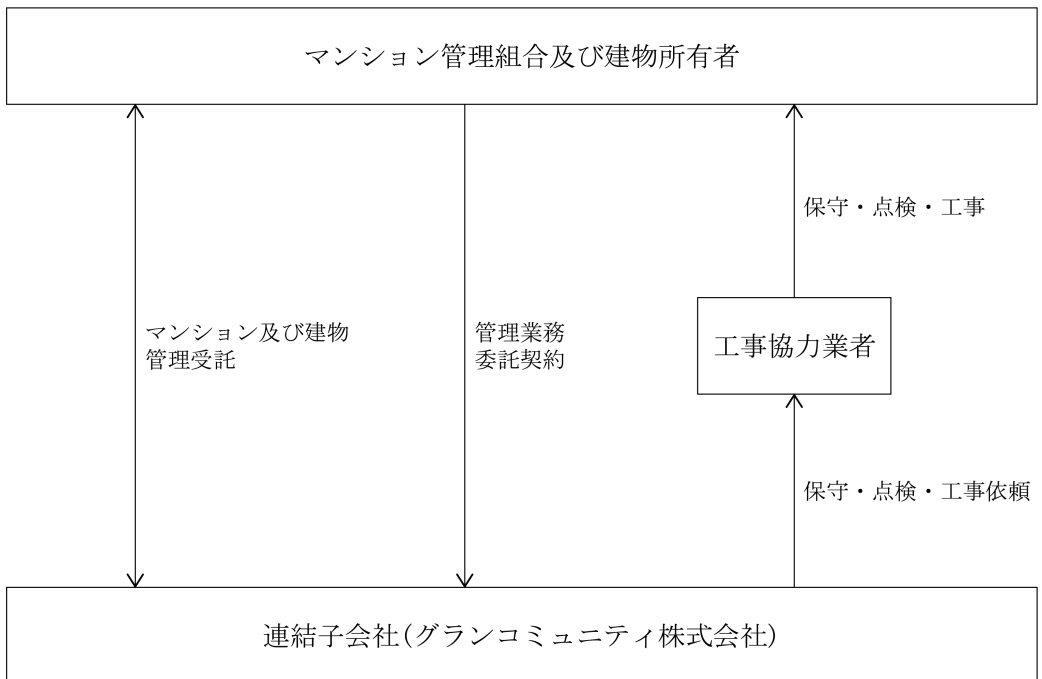 マンション管理組合及び建物所有者
保守・点検・工事
マンション及び建物
管理受託
管理業務
委託契約
工事協力業者
保守・点検・工事依頼
連結子会社(グランコミュニティ株式会社)